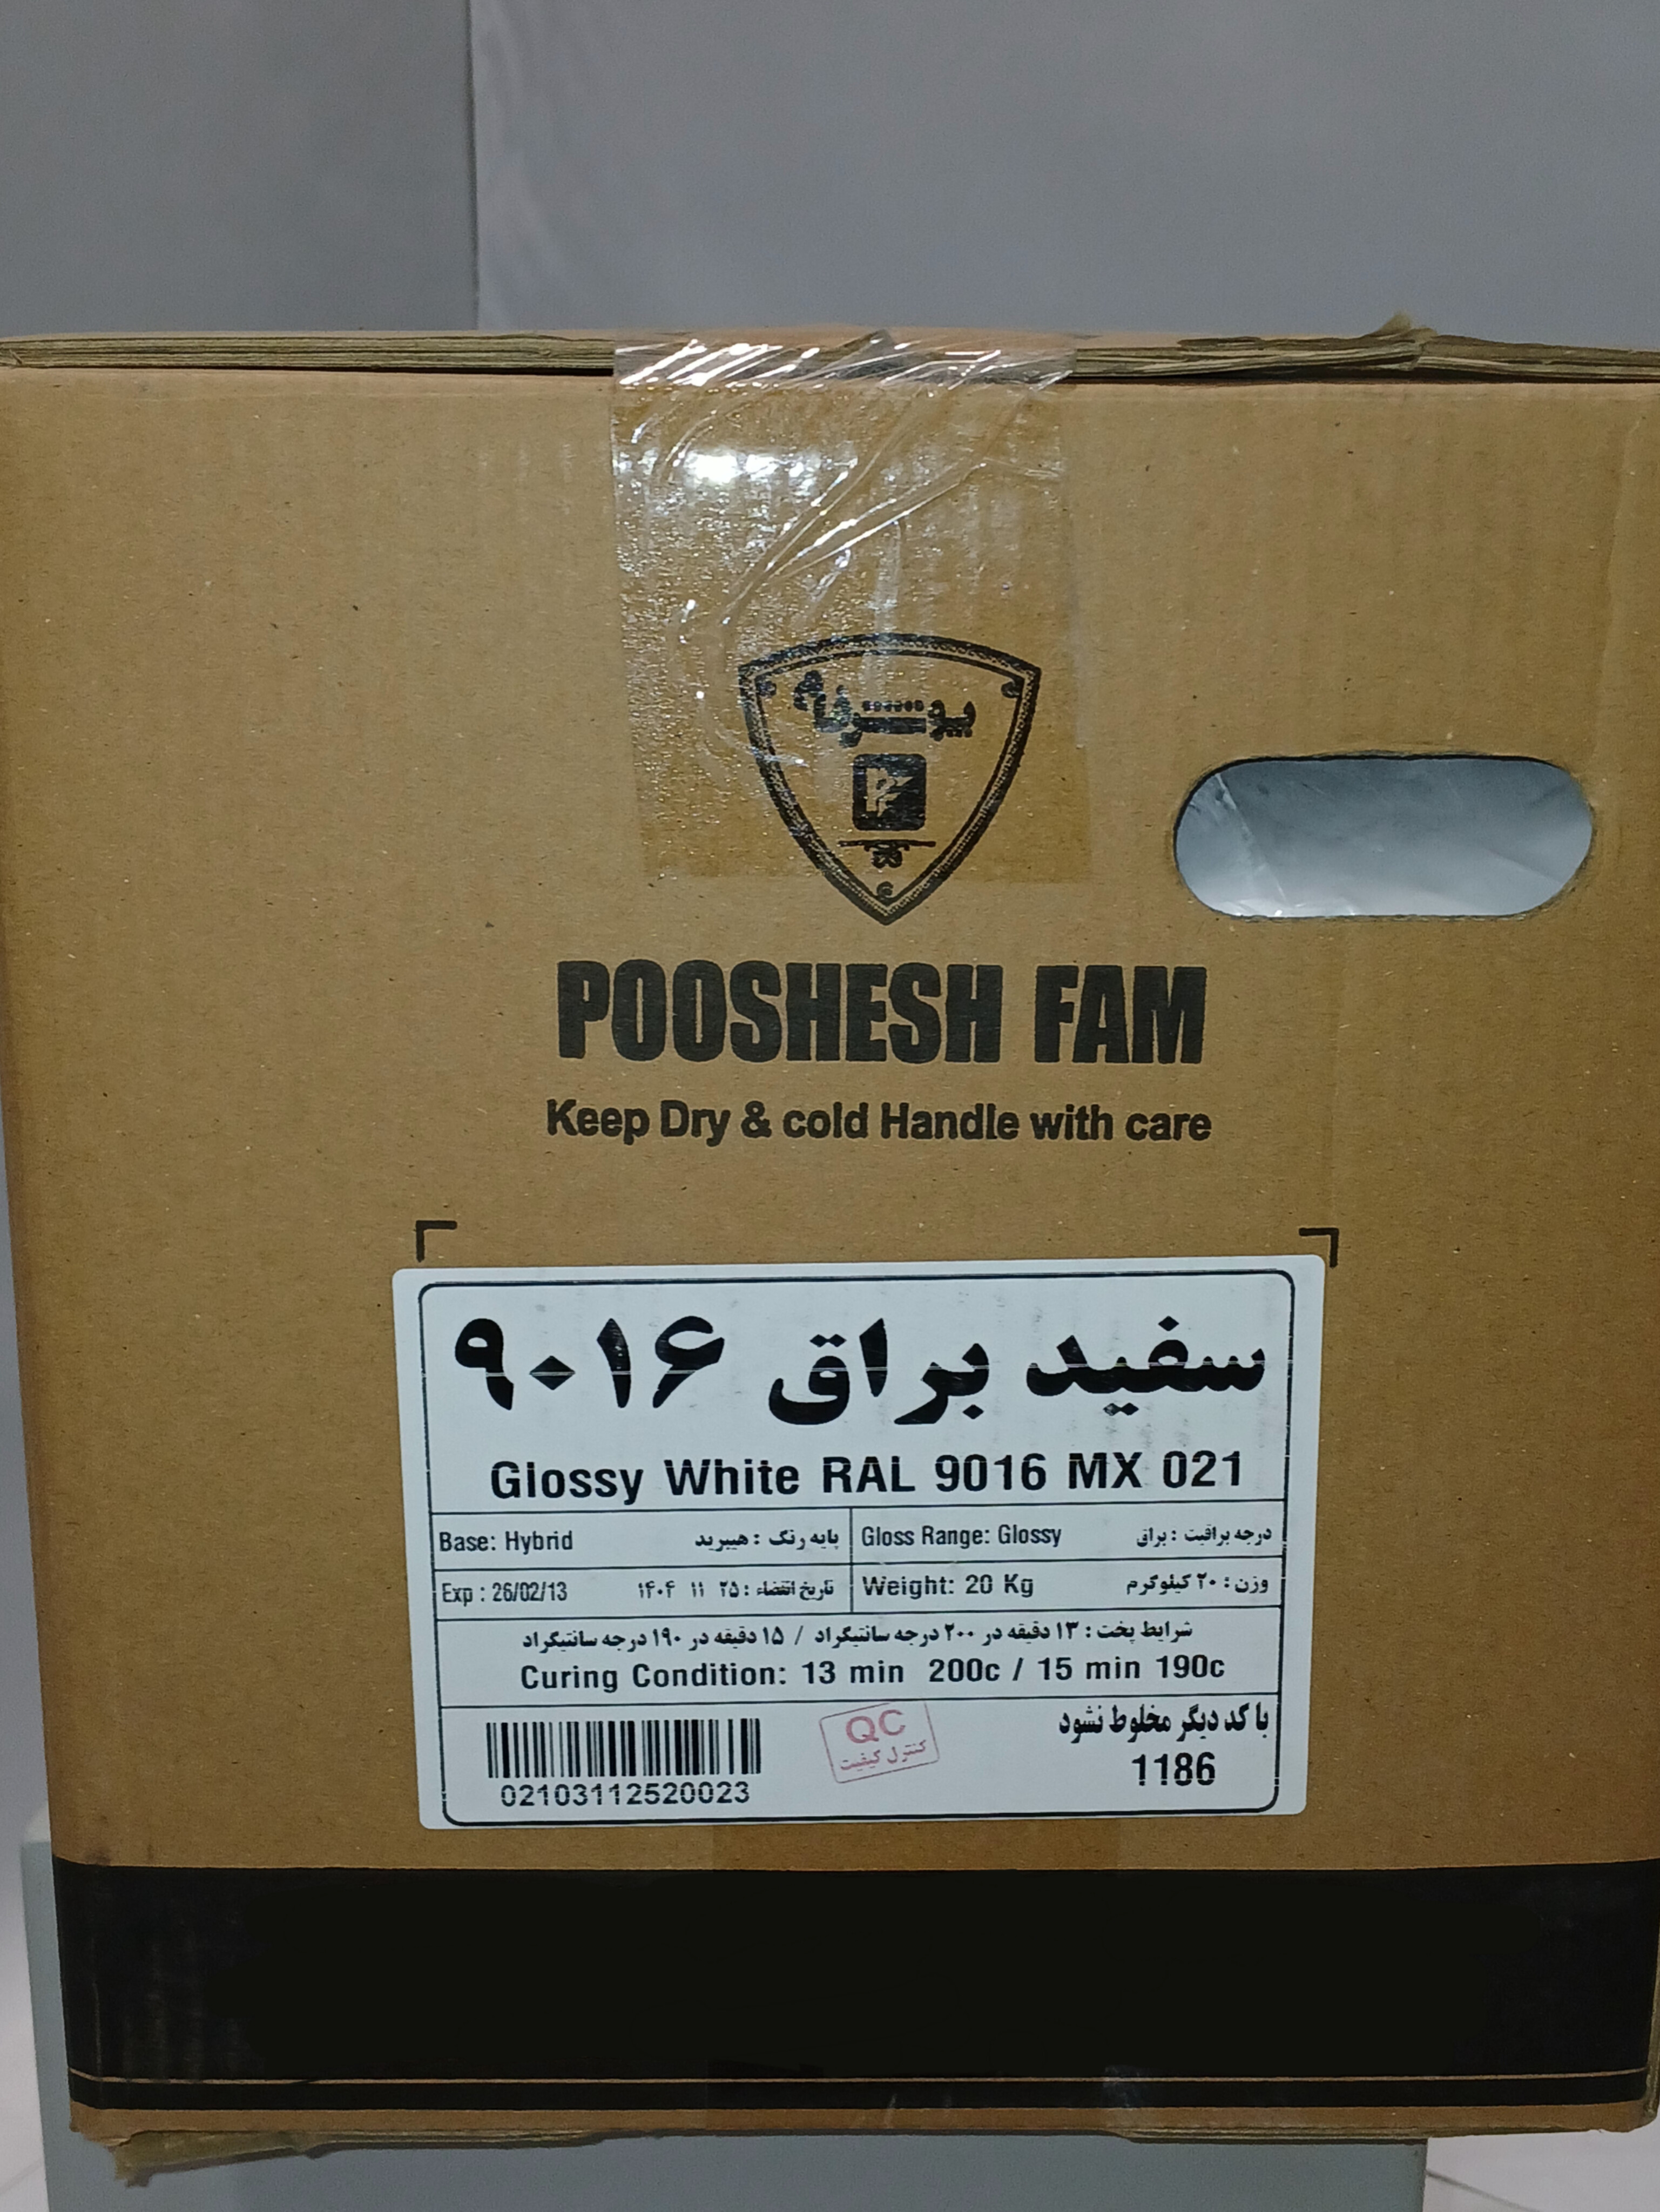 پوششفام
POOSHESH FAM
Keep Dry & cold Handle with care
سفید براق ۹۰۱۶
Glossy White RAL 9016 MX 021
Base: Hybrid پایه رنگ : هیبرید
Gloss Range: Glossy درجه براقیت : براق
Exp : 26/02/13 تاریخ انقضاء : ۲۵ ۱۱ ۱۴۰۴
Weight: 20 Kg وزن : ۲۰ کیلوگرم
شرایط پخت : ۱۳ دقیقه در ۲۰۰ درجه سانتیگراد / ۱۵ دقیقه در ۱۹۰ درجه سانتیگراد
Curing Condition: 13 min 200c / 15 min 190c
با کد دیگر مخلوط نشود
1186
QC
کنترل کیفیت
02103112520023